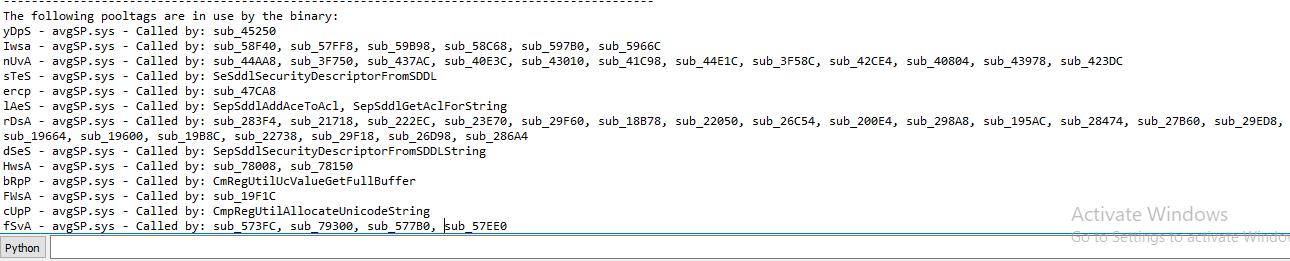 The following pooltags are in use by the binary:
yDpS - avgSP.sys - Called by: sub_45250
Iwsa - avgSP.sys - Called by: sub_58F40, sub_57FF8, sub_59B98, sub_58C68, sub_597B0, sub_5966C
nUvA - avgSP.sys - Called by: sub_44AA8, sub_3F750, sub_437AC, sub_40E3C, sub_43010, sub_41C98, sub_44E1C, sub_3F58C, sub_42CE4, sub_40804, sub_43978, sub_423DC
sTeS - avgSP.sys - Called by: SeSddlSecurityDescriptorFromSDDL
ercp - avgSP.sys - Called by: sub_47CA8
lAeS - avgSP.sys - Called by: SepSddlAddAceToAcl, SepSddlGetAclForString
rDsA - avgSP.sys - Called by: sub_283F4, sub_21718, sub_222EC, sub_23E70, sub_29F60, sub_18B78, sub_22050, sub_26C54, sub_200E4, sub_298A8, sub_195AC, sub_28474, sub_27B60, sub_29ED8,
sub_19664, sub_19600, sub_19B8C, sub_22738, sub_29F18, sub_26D98, sub_286A4
dSeS - avgSP.sys - Called by: SepSddlSecurityDescriptorFromSDDLString
HwsA - avgSP.sys - Called by: sub_78008, sub_78150
bRpP - avgSP.sys - Called by: CmRegUtilUcValueGetFullBuffer
FWsA - avgSP.sys - Called by: sub_19F1C
cUpP - avgSP.sys - Called by: CmpRegUtilAllocateUnicodeString
fSvA - avgSP.sys - Called by: sub_573FC, sub_79300, sub_577B0, sub_57EE0
Activate Windows
Go to Settings to activate Windo
Python